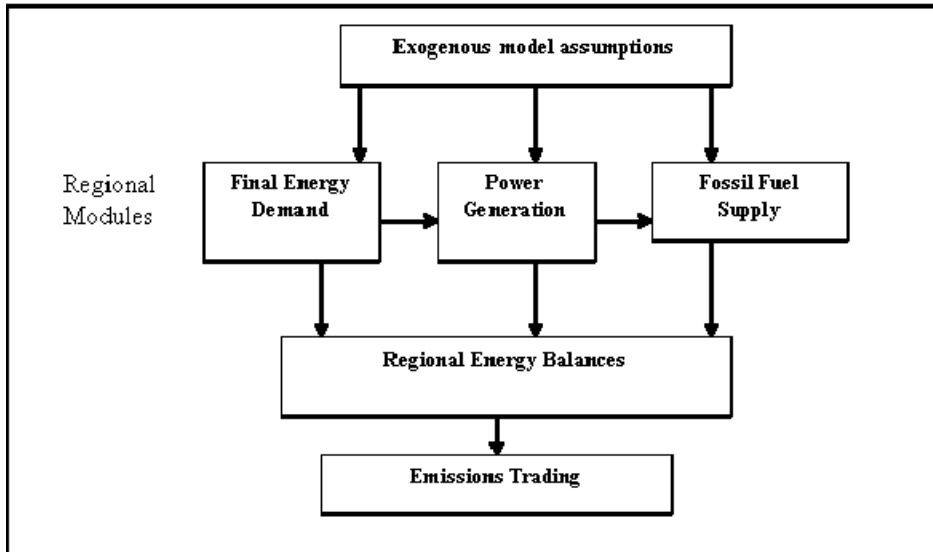 Exogenous model assumptions
Regional
Modules
Final Energy
Demand
Power
Generation
Fossil Fuel
Supply
Regional Energy Balances
Emissions Trading